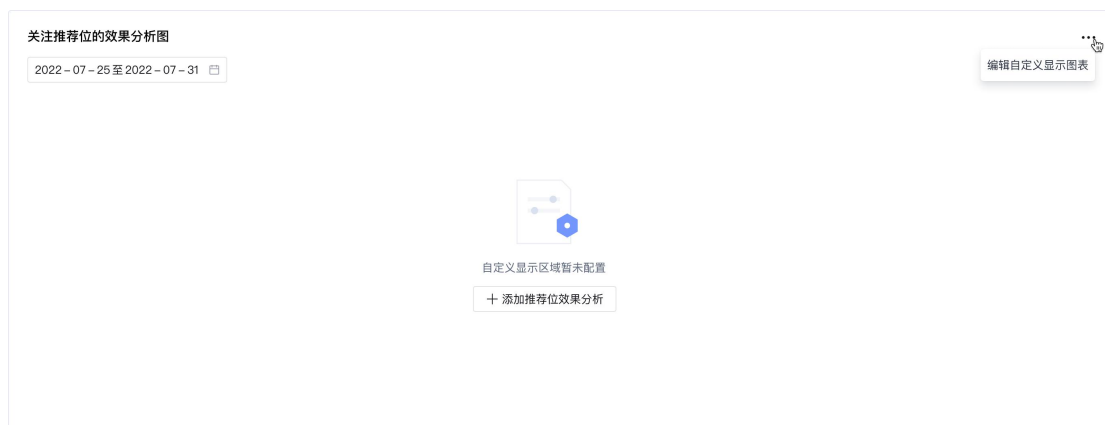 关注推荐位的效果分析图
2022 – 07 – 25 至 2022 – 07 – 31
编辑自定义显示图表
自定义显示区域暂未配置
添加推荐位效果分析